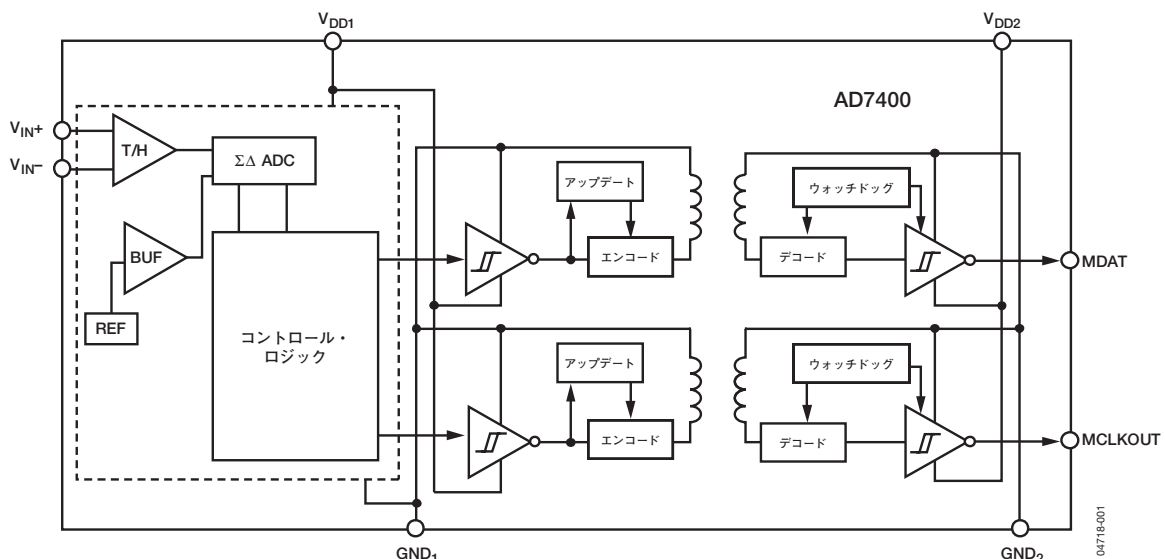 VDD1
VDD2
AD7400
VIN+
VIN–
T/H
ΣΔ ADC
BUF
REF
コントロール・
ロジック
アップデート
エンコード
ウォッチドッグ
デコード
MDAT
アップデート
エンコード
ウォッチドッグ
デコード
MCLKOUT
GND1
GND2
04718-001